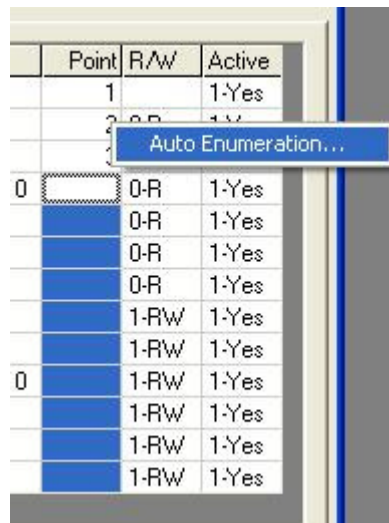 Point R/W Active
1 1-Yes
2
Auto Enumeration...
0 0-R 1-Yes
0-R 1-Yes
0-R 1-Yes
0-R 1-Yes
1-RW 1-Yes
1-RW 1-Yes
0 1-RW 1-Yes
1-RW 1-Yes
1-RW 1-Yes
1-RW 1-Yes